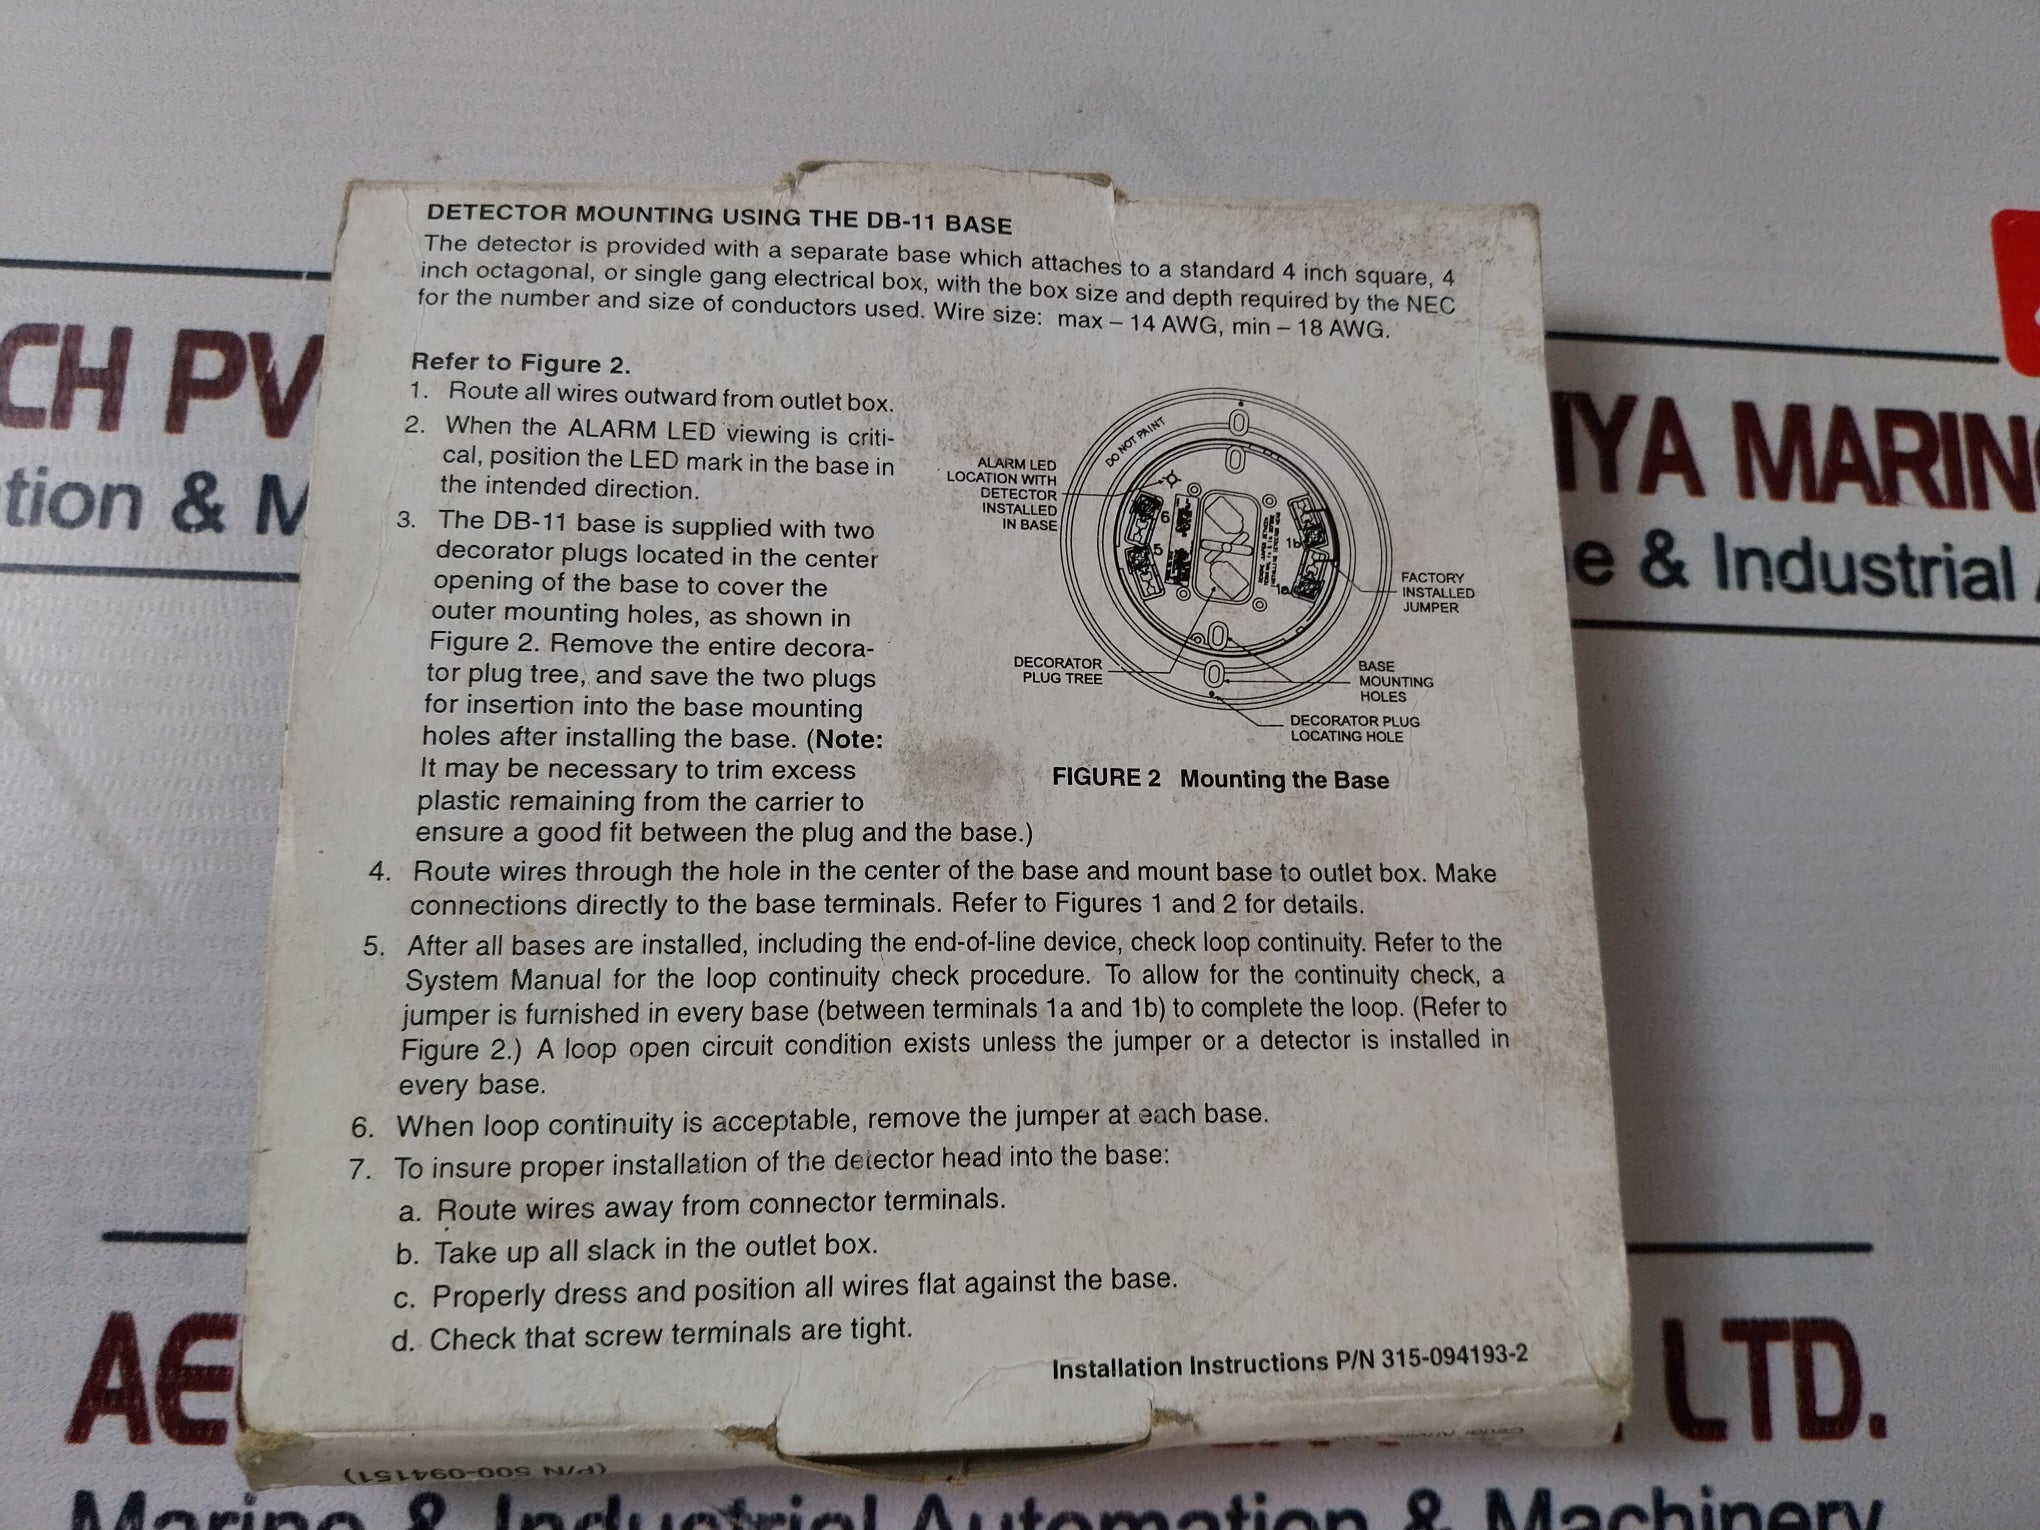 DETECTOR MOUNTING USING THE DB-11 BASE
The detector is provided with a separate base which attaches to a standard 4 inch square, 4
inch octagonal, or single gang electrical box, with the box size and depth required by the NEC
for the number and size of conductors used. Wire size: max – 14 AWG, min – 18 AWG.
Refer to Figure 2.
1. Route all wires outward from outlet box.
2. When the ALARM LED viewing is criti-
cal, position the LED mark in the base in
the intended direction.
3. The DB-11 base is supplied with two
decorator plugs located in the center
opening of the base to cover the
outer mounting holes, as shown in
Figure 2. Remove the entire decora-
tor plug tree, and save the two plugs
for insertion into the base mounting
holes after installing the base. (Note:
It may be necessary to trim excess
plastic remaining from the carrier to
ensure a good fit between the plug and the base.)
DO NOT PAINT
ALARM LED
LOCATION WITH
DETECTOR
INSTALLED
IN BASE
6
5
1b
1a
FACTORY
INSTALLED
JUMPER
DECORATOR
PLUG TREE
BASE
MOUNTING
HOLES
DECORATOR PLUG
LOCATING HOLE
FIGURE 2 Mounting the Base
4. Route wires through the hole in the center of the base and mount base to outlet box. Make
connections directly to the base terminals. Refer to Figures 1 and 2 for details.
5. After all bases are installed, including the end-of-line device, check loop continuity. Refer to the
System Manual for the loop continuity check procedure. To allow for the continuity check, a
jumper is furnished in every base (between terminals 1a and 1b) to complete the loop. (Refer to
Figure 2.) A loop open circuit condition exists unless the jumper or a detector is installed in
every base.
6. When loop continuity is acceptable, remove the jumper at each base.
7. To insure proper installation of the detector head into the base:
a. Route wires away from connector terminals.
b. Take up all slack in the outlet box.
c. Properly dress and position all wires flat against the base.
d. Check that screw terminals are tight.
Installation Instructions P/N 315-094193-2
(P/N 500-094151)
CH PV
tion & M
IYA MARIN
e & Industrial
AE
LTD.
Marine & Industrial Automation & Machinery